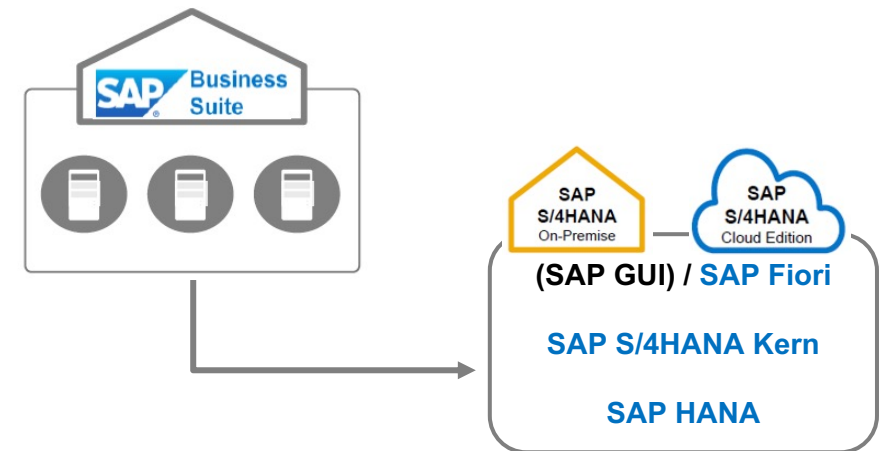 SAP ®
Business
Suite
SAP
S/4HANA
On-Premise
SAP
S/4HANA
Cloud Edition
(SAP GUI) / SAP Fiori
SAP S/4HANA Kern
SAP HANA